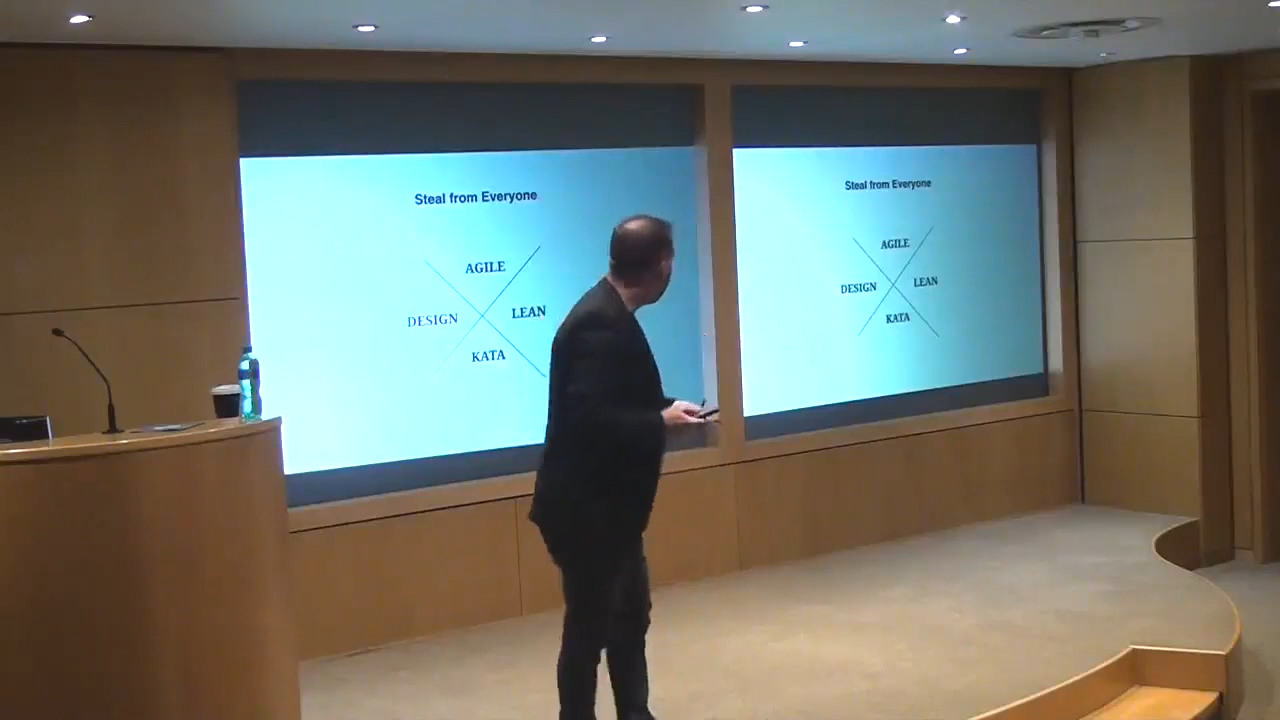 Steal from Everyone
AGILE
DESIGN
LEAN
KATA
Steal from Everyone
AGILE
DESIGN
LEAN
KATA